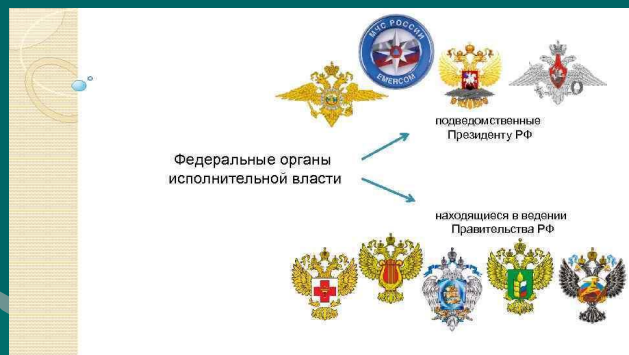 МЧС РОССИИ
EMERCOM
подведомственные
Президенту РФ
Федеральные органы
исполнительной власти
находящиеся в ведении
Правительства РФ